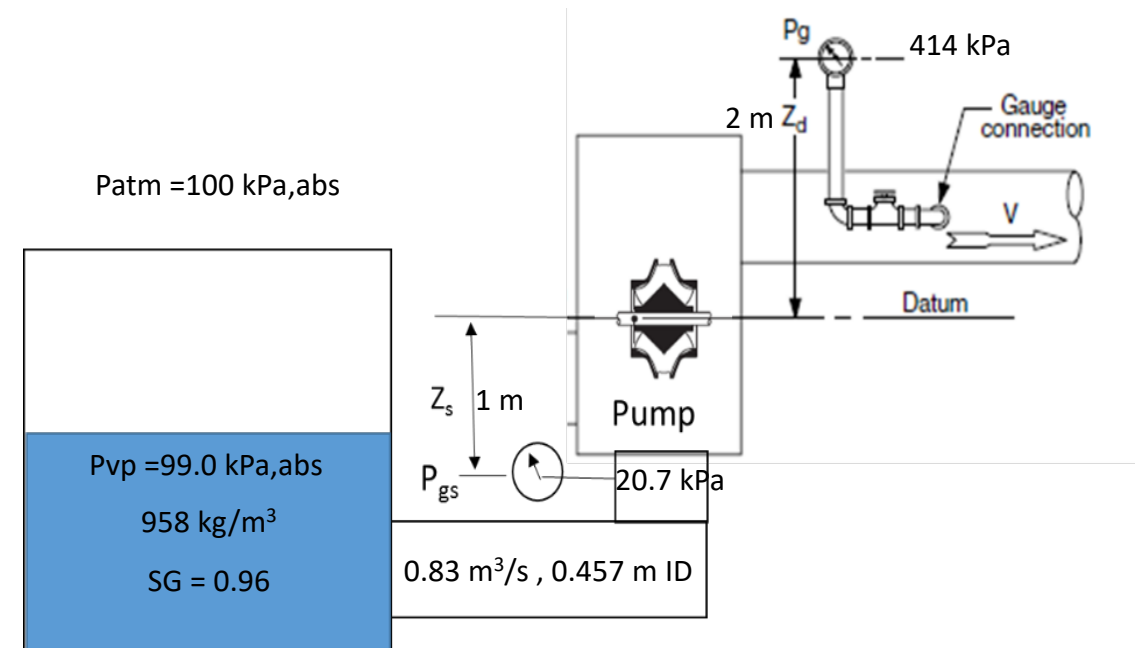 Pg
414 kPa
2 m Zd
Gauge
connection
Patm =100 kPa,abs
V
Datum
Zs 1 m
Pump
Pvp =99.0 kPa,abs
Pgs
20.7 kPa
958 kg/m³
SG = 0.96
0.83 m³/s , 0.457 m ID